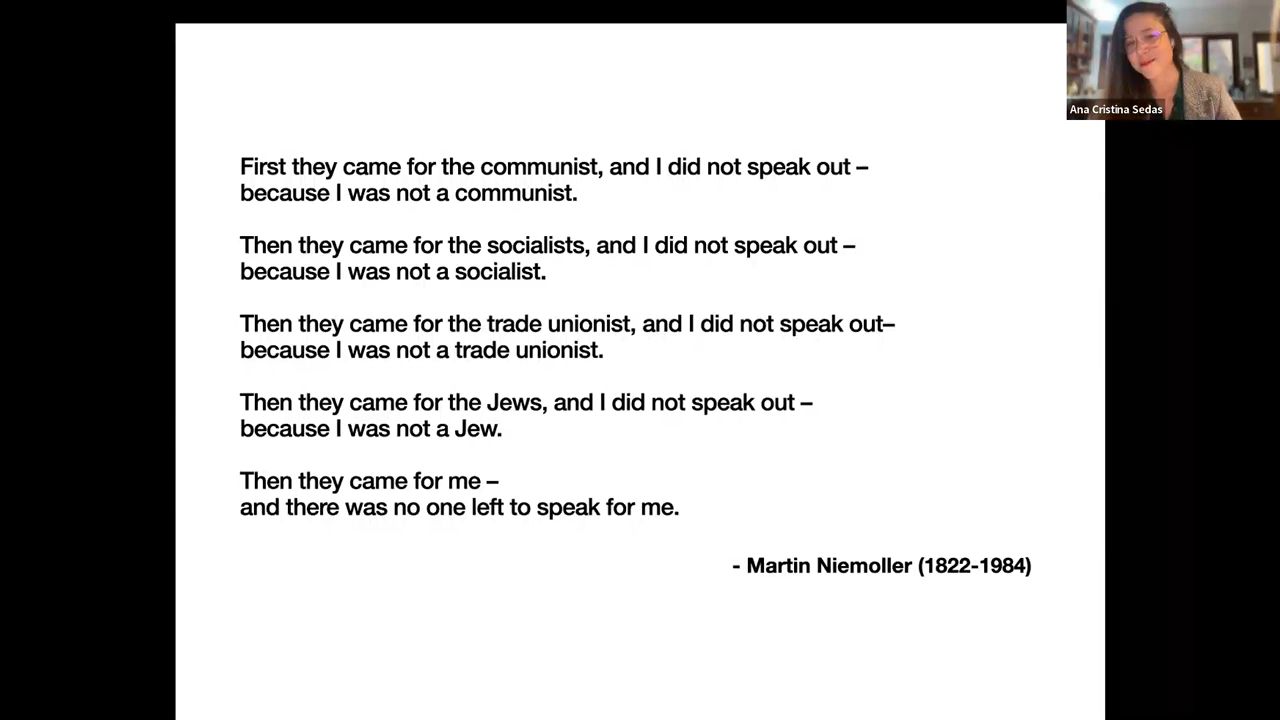 First they came for the communist, and I did not speak out –
because I was not a communist.
Then they came for the socialists, and I did not speak out –
because I was not a socialist.
Then they came for the trade unionist, and I did not speak out–
because I was not a trade unionist.
Then they came for the Jews, and I did not speak out –
because I was not a Jew.
Then they came for me –
and there was no one left to speak for me.
- Martin Niemoller (1822-1984)
Ana Cristina Sedas